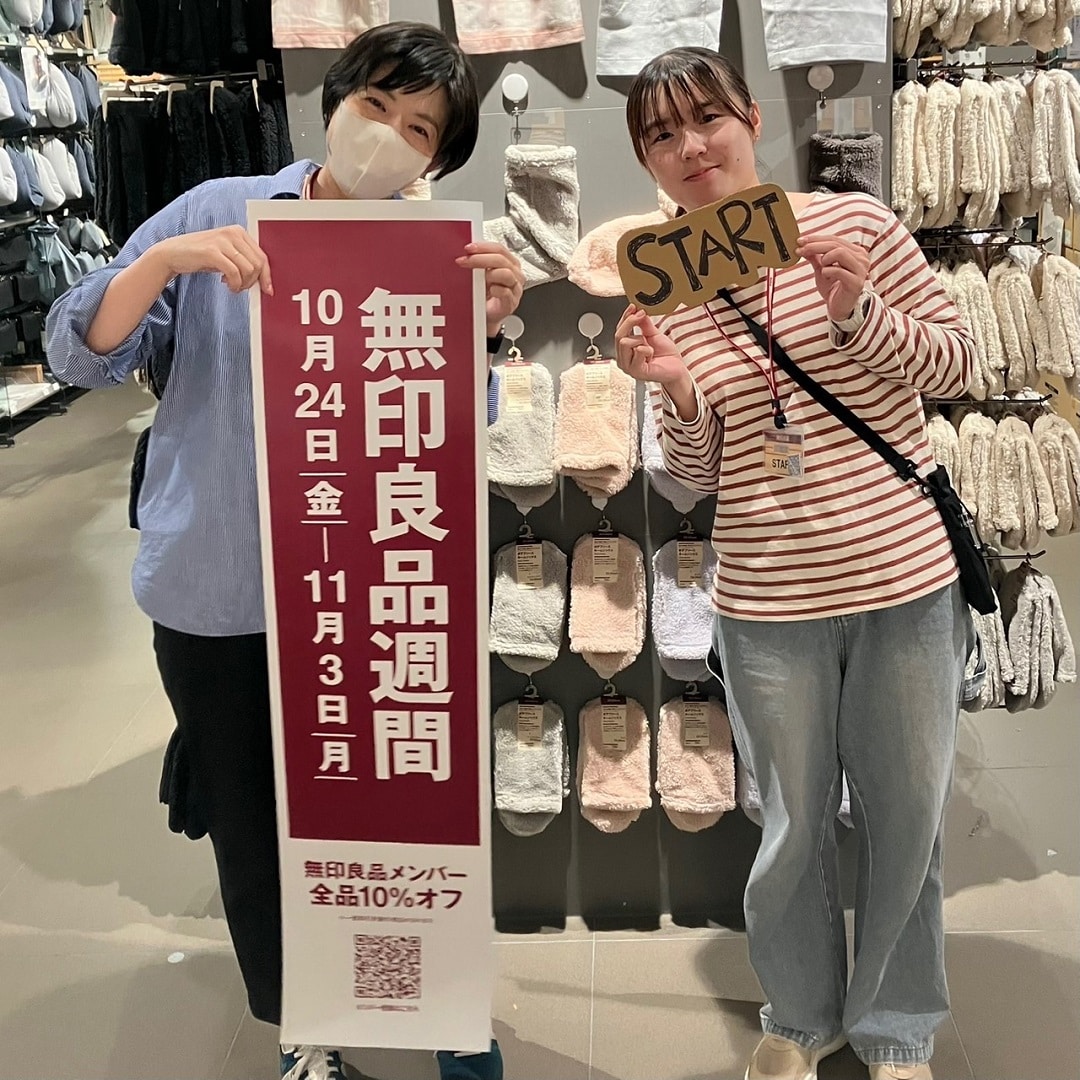 無印良品週間
10月24日(金)―11月3日(月)
無印良品メンバー
全品10%オフ
START
STAF